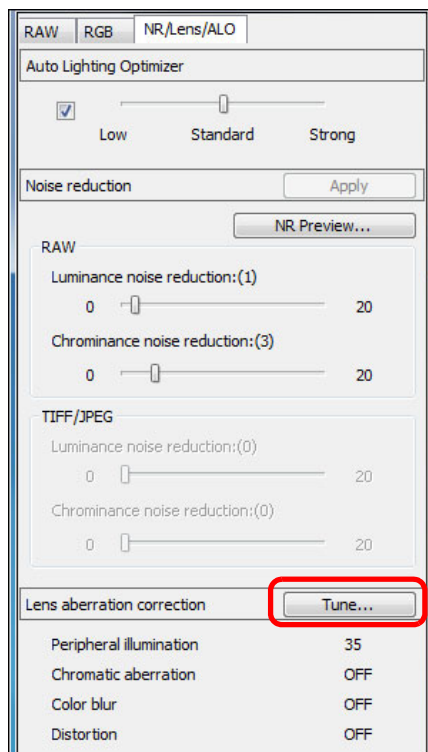 RAW RGB NR/Lens/ALO
Auto Lighting Optimizer
Low Standard Strong
Noise reduction Apply
NR Preview...
RAW
Luminance noise reduction:(1)
0 20
Chrominance noise reduction:(3)
0 20
TIFF/JPEG
Luminance noise reduction:(0)
0 20
Chrominance noise reduction:(0)
0 20
Lens aberration correction Tune...
Peripheral illumination 35
Chromatic aberration OFF
Color blur OFF
Distortion OFF